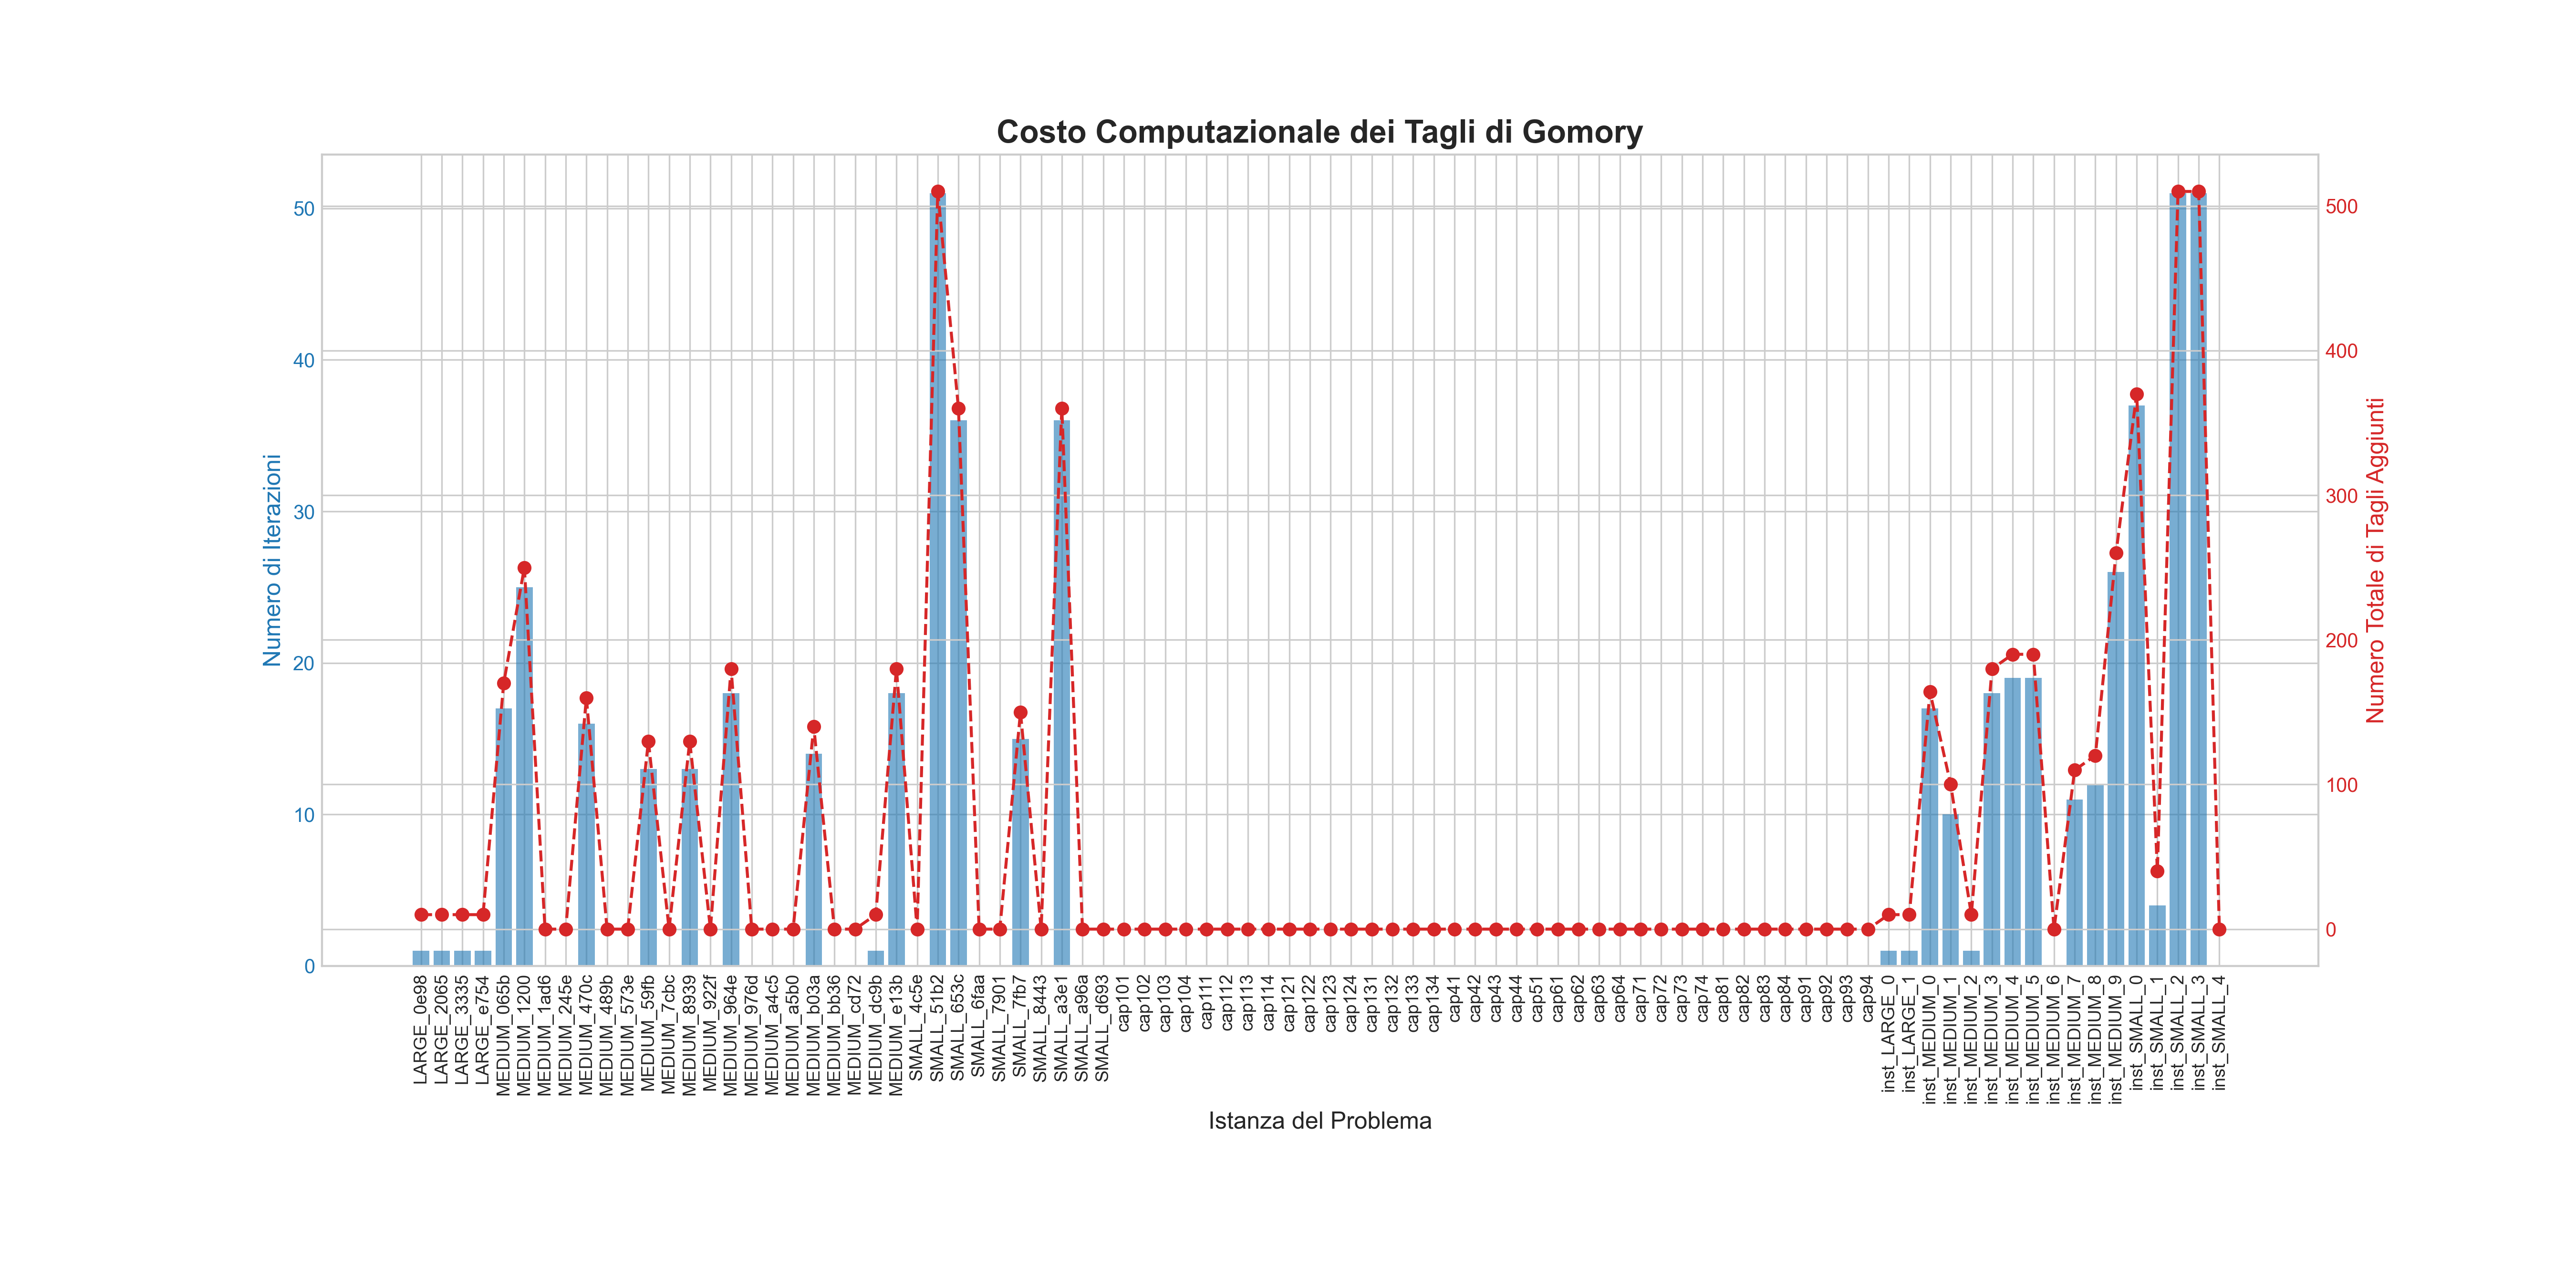 Costo Computazionale dei Tagli di Gomory
Numero di Iterazioni
50
40
30
20
10
0
500
400
300
200
100
0
Numero Totale di Tagli Aggiunti
LARGE_0e98
LARGE_2065
LARGE_3335
LARGE_e754
MEDIUM_065b
MEDIUM_1200
MEDIUM_1ad6
MEDIUM_245e
MEDIUM_470c
MEDIUM_489b
MEDIUM_573e
MEDIUM_59fb
MEDIUM_7cbc
MEDIUM_8939
MEDIUM_922f
MEDIUM_964e
MEDIUM_976d
MEDIUM_a4c5
MEDIUM_a5b0
MEDIUM_b03a
MEDIUM_bb36
MEDIUM_cd72
MEDIUM_dc9b
MEDIUM_e13b
SMALL_4c5e
SMALL_51b2
SMALL_653c
SMALL_6faa
SMALL_7901
SMALL_7fb7
SMALL_8443
SMALL_a3e1
SMALL_a96a
SMALL_d693
cap101
cap102
cap103
cap104
cap111
cap112
cap113
cap114
cap121
cap122
cap123
cap124
cap131
cap132
cap133
cap134
cap41
cap42
cap43
cap44
cap51
cap61
cap62
cap63
cap64
cap71
cap72
cap73
cap74
cap81
cap82
cap83
cap84
cap91
cap92
cap93
cap94
inst_LARGE_0
inst_LARGE_1
inst_MEDIUM_0
inst_MEDIUM_1
inst_MEDIUM_2
inst_MEDIUM_3
inst_MEDIUM_4
inst_MEDIUM_5
inst_MEDIUM_6
inst_MEDIUM_7
inst_MEDIUM_8
inst_MEDIUM_9
inst_SMALL_0
inst_SMALL_1
inst_SMALL_2
inst_SMALL_3
inst_SMALL_4
Istanza del Problema